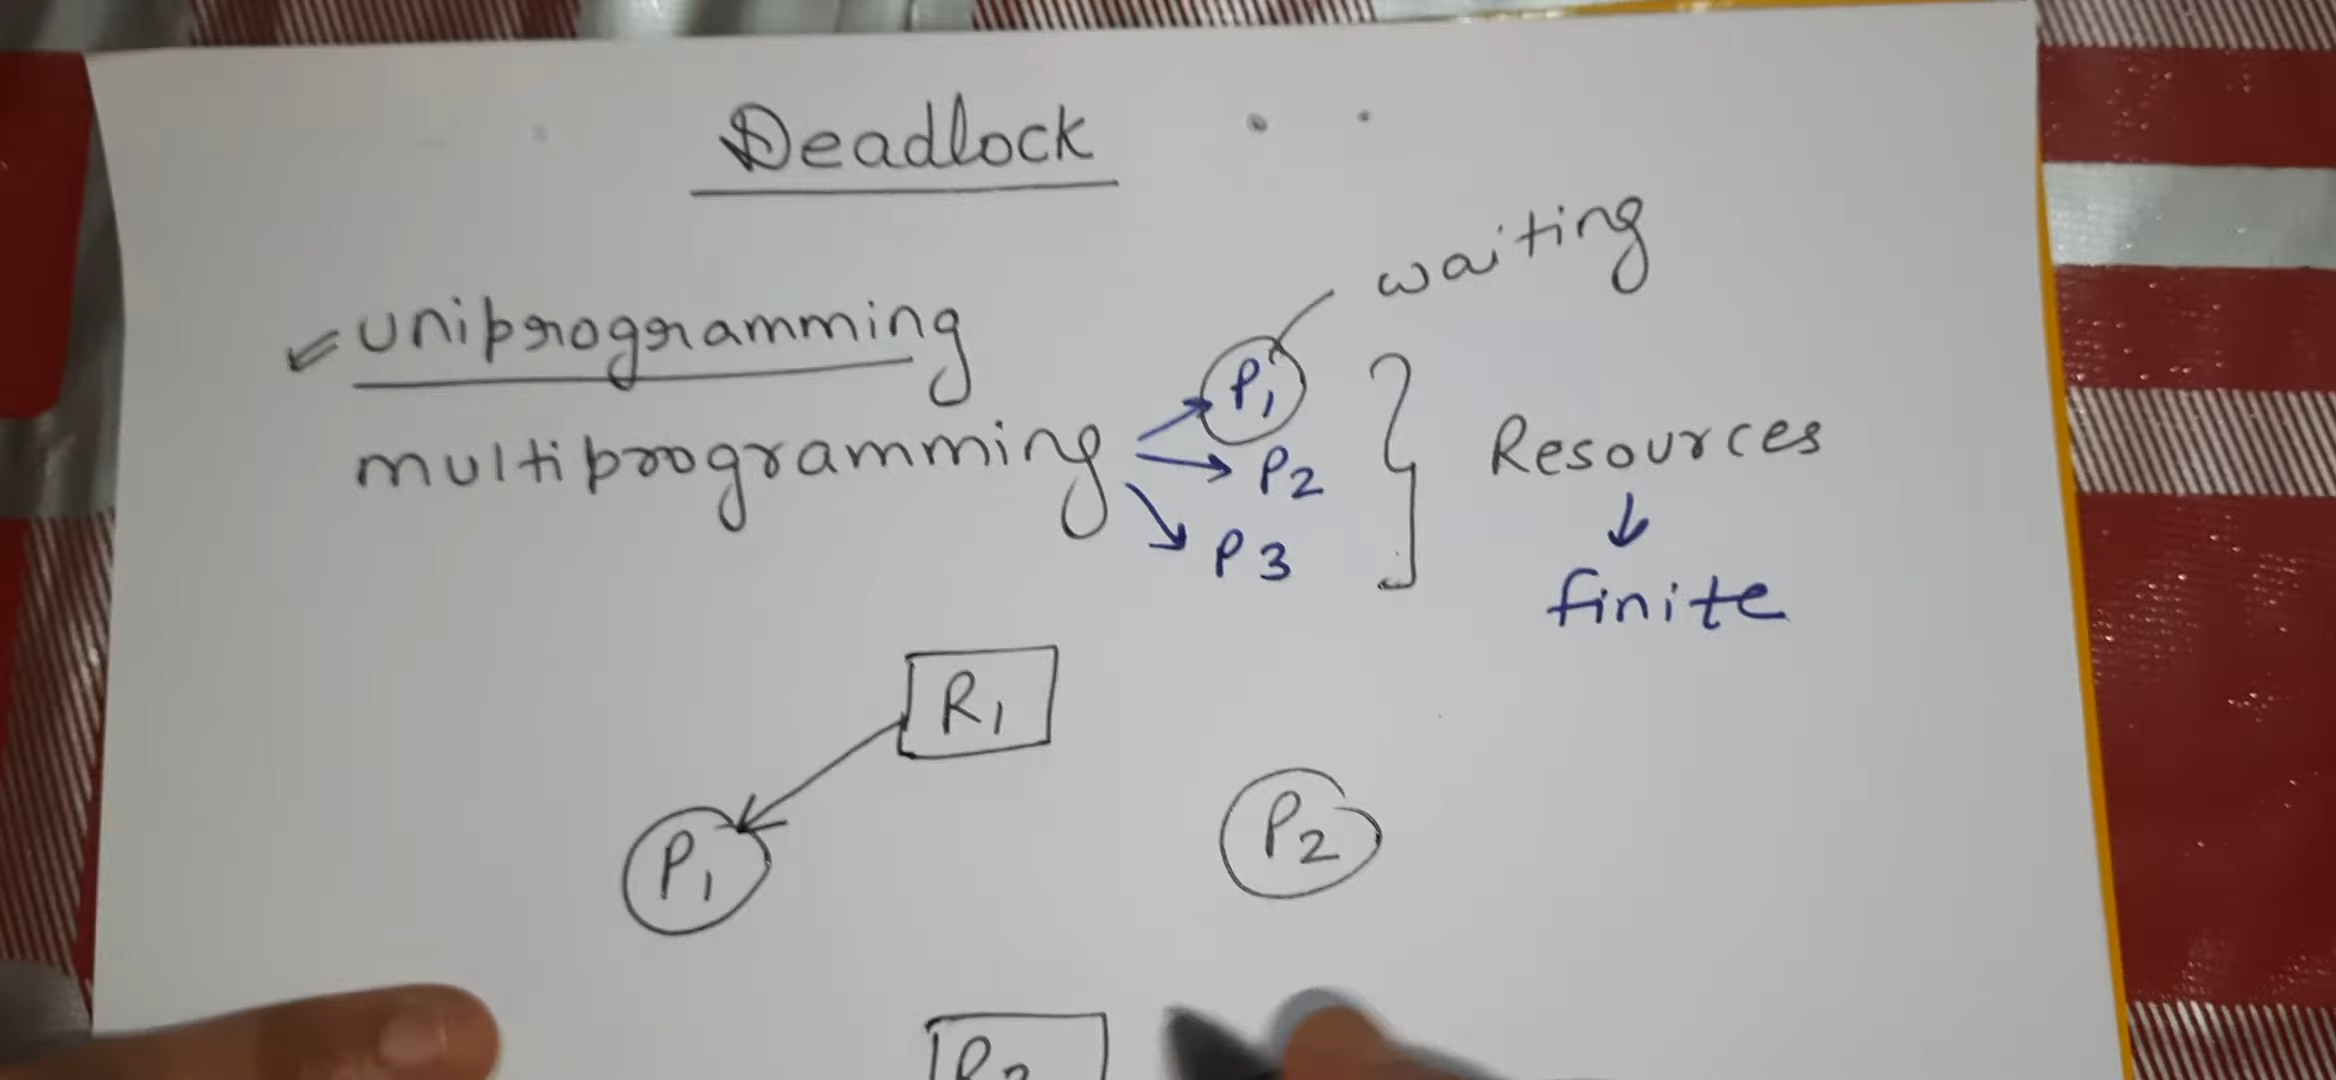 Deadlock
waiting
uniprogramming
P1
multiprogramming
P2
Resources
P3
finite
R1
P1
P2